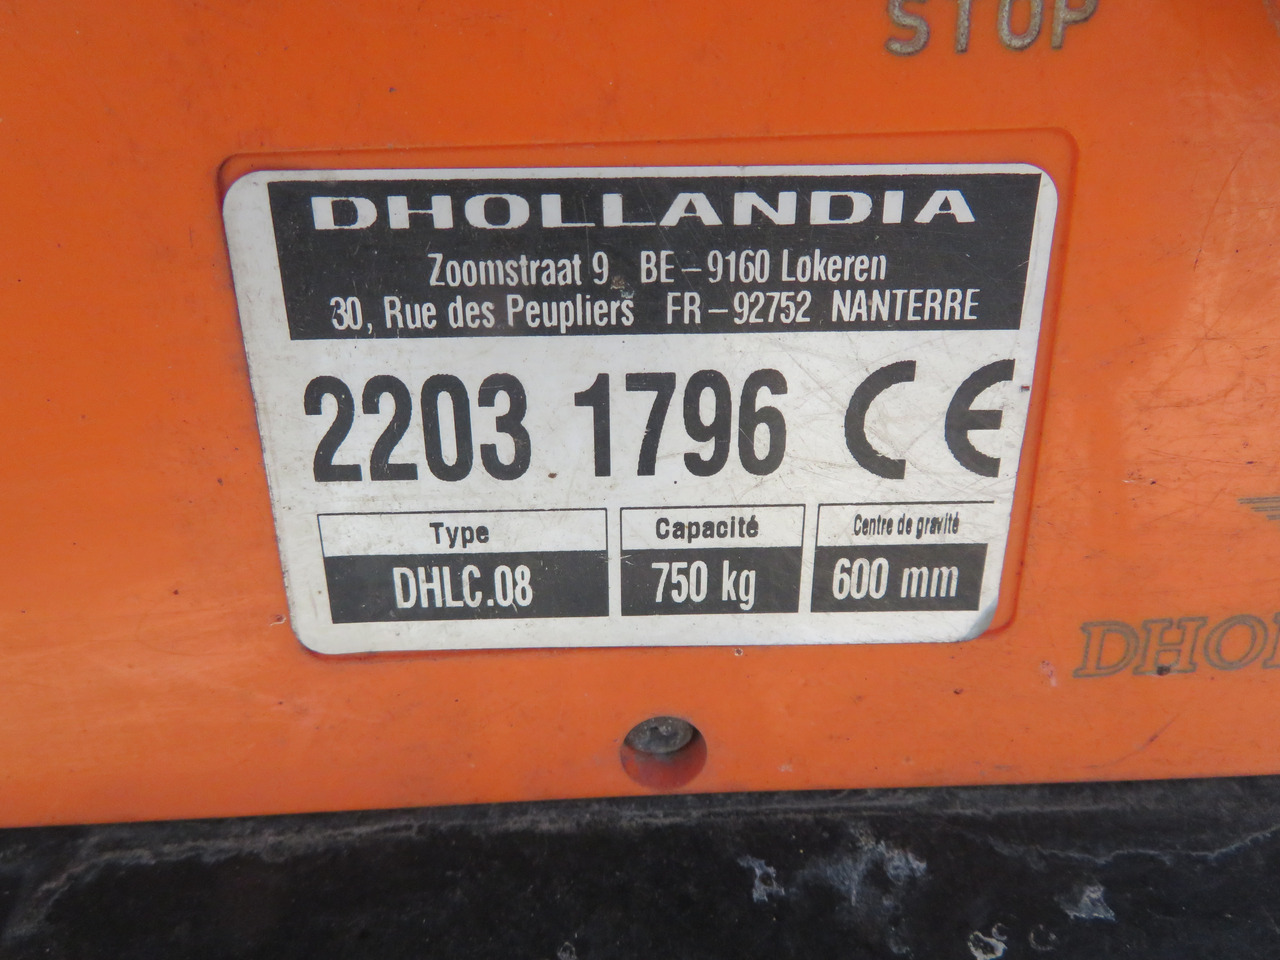 STOP
DHOLLANDIA
Zoomstraat 9 BE-9160 Lokeren
30, Rue des Peupliers FR-92752 NANTERRE
2203 1796 CE
Type Capacité Centre de gravité
DHLC.08 750 kg 600 mm
DHOL